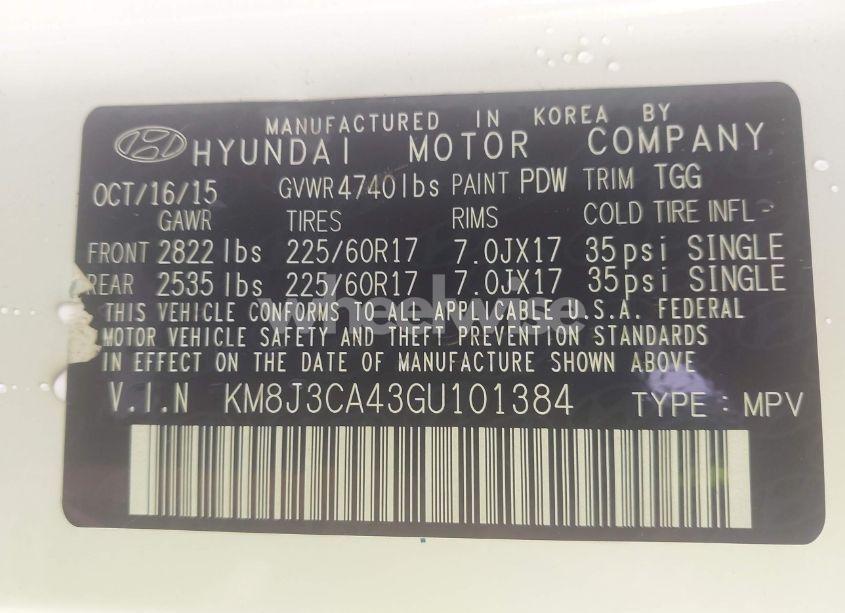 MANUFACTURED IN KOREA BY
HYUNDAI MOTOR COMPANY
OCT/16/15 GVWR 4740lbs PAINT PDW TRIM TGG
GAWR TIRES RIMS COLD TIRE INFL
FRONT 2822 lbs 225/60R17 7.0JX17 35psi SINGLE
REAR 2535 lbs 225/60R17 7.0JX17 35psi SINGLE
THIS VEHICLE CONFORMS TO ALL APPLICABLE U.S.A. FEDERAL
MOTOR VEHICLE SAFETY AND THEFT PREVENTION STANDARDS
IN EFFECT ON THE DATE OF MANUFACTURE SHOWN ABOVE
V.I.N KM8J3CA43GU101384 TYPE : MPV
wheelwise